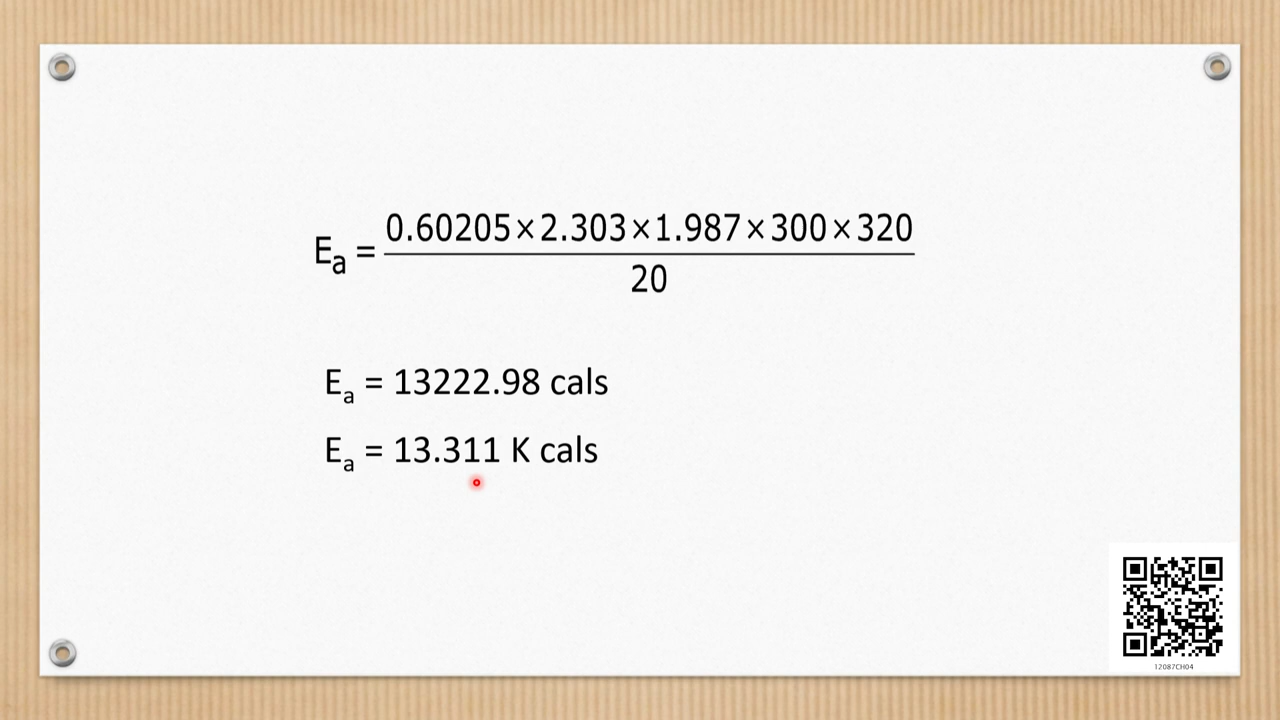 Eₐ = 0.60205×2.303×1.987×300×320
20
Eₐ = 13222.98 cals
Eₐ = 13.311 K cals
12087CH04